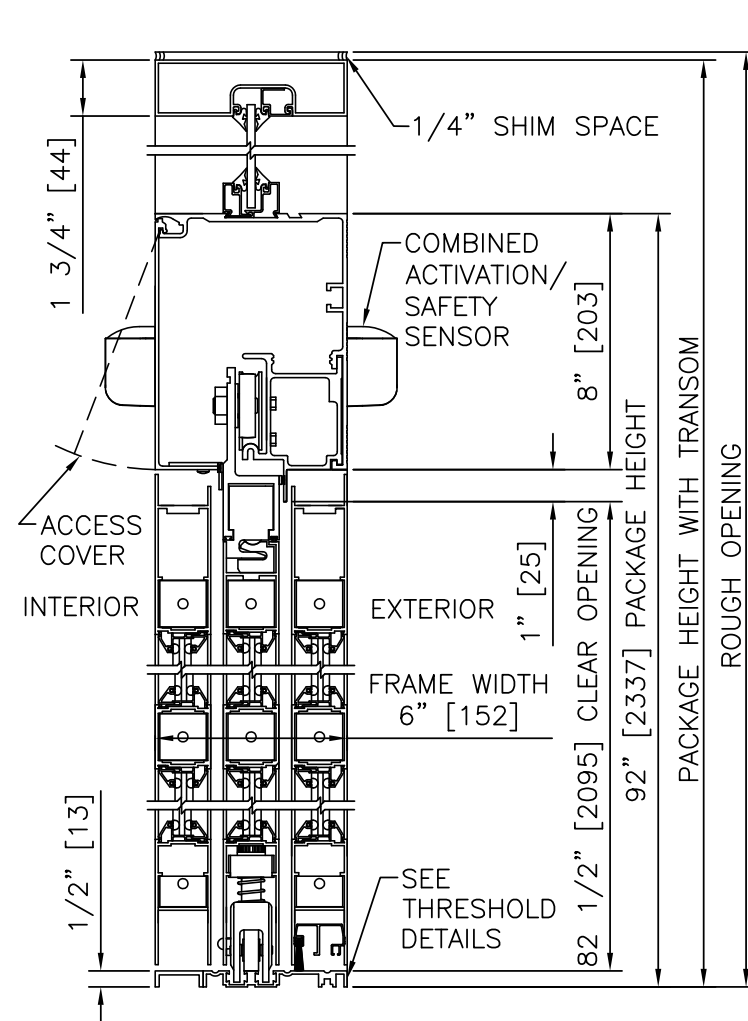 1/4” SHIM SPACE
1 3/4” [44]
COMBINED
ACTIVATION/
SAFETY
SENSOR
8” [203]
ACCESS
COVER
INTERIOR
EXTERIOR
1” [25]
FRAME WIDTH
6” [152]
82 1/2” [2095] CLEAR OPENING
92” [2337] PACKAGE HEIGHT
PACKAGE HEIGHT WITH TRANSOM
ROUGH OPENING
1/2” [13]
SEE
THRESHOLD
DETAILS